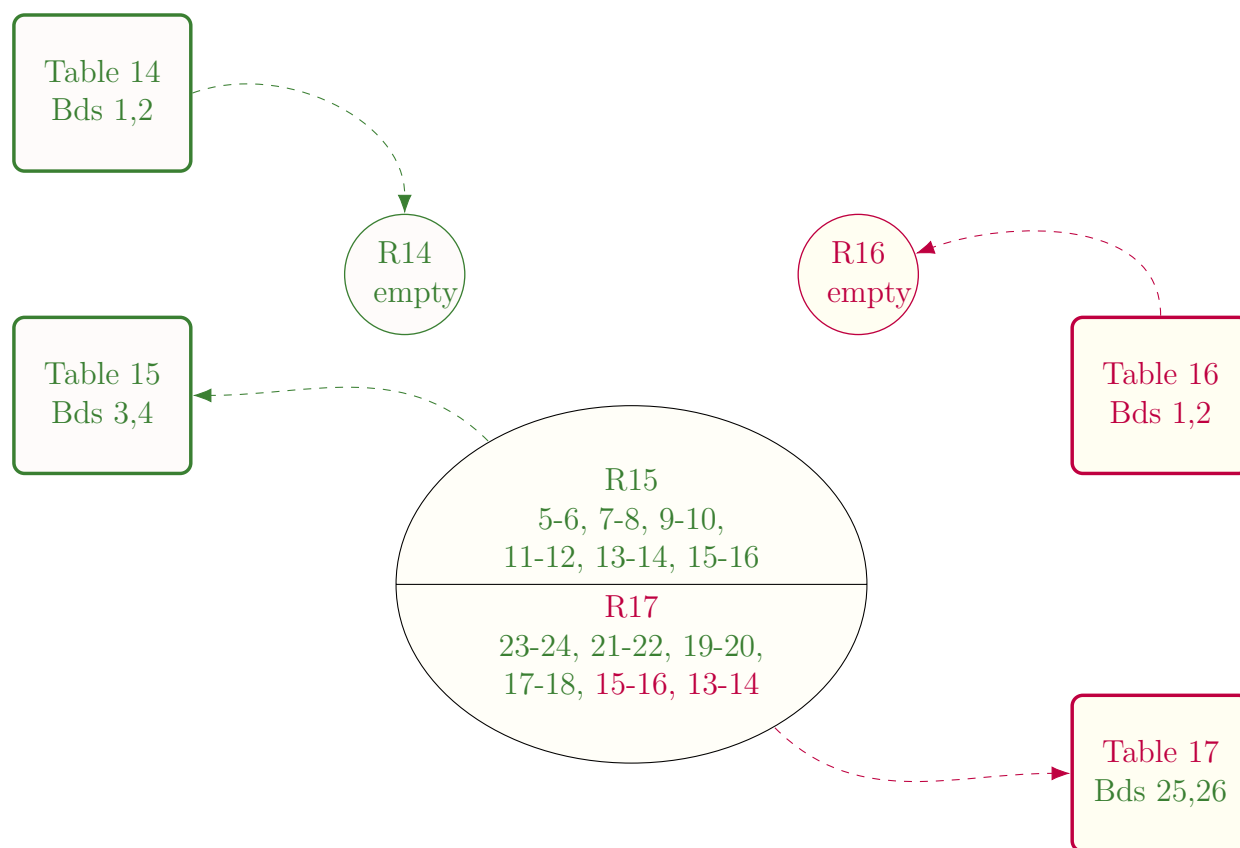 Table 14
Bds 1,2
R14
empty
R16
empty
Table 15
Bds 3,4
Table 16
Bds 1,2
R15
5-6, 7-8, 9-10,
11-12, 13-14, 15-16
R17
23-24, 21-22, 19-20,
17-18, 15-16, 13-14
Table 17
Bds 25,26